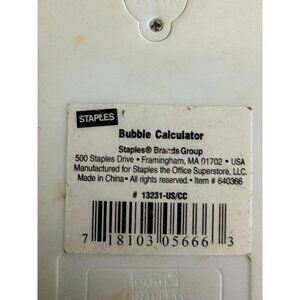 STAPLES
Bubble Calculator
Staples® Brands Group
500 Staples Drive • Framingham, MA 01702 • USA
Manufactured for Staples the Office Superstore, LLC.
Made in China • All rights reserved. • Item # 640366
# 13231-US/CC
7 18103 05666 3
STAPLES